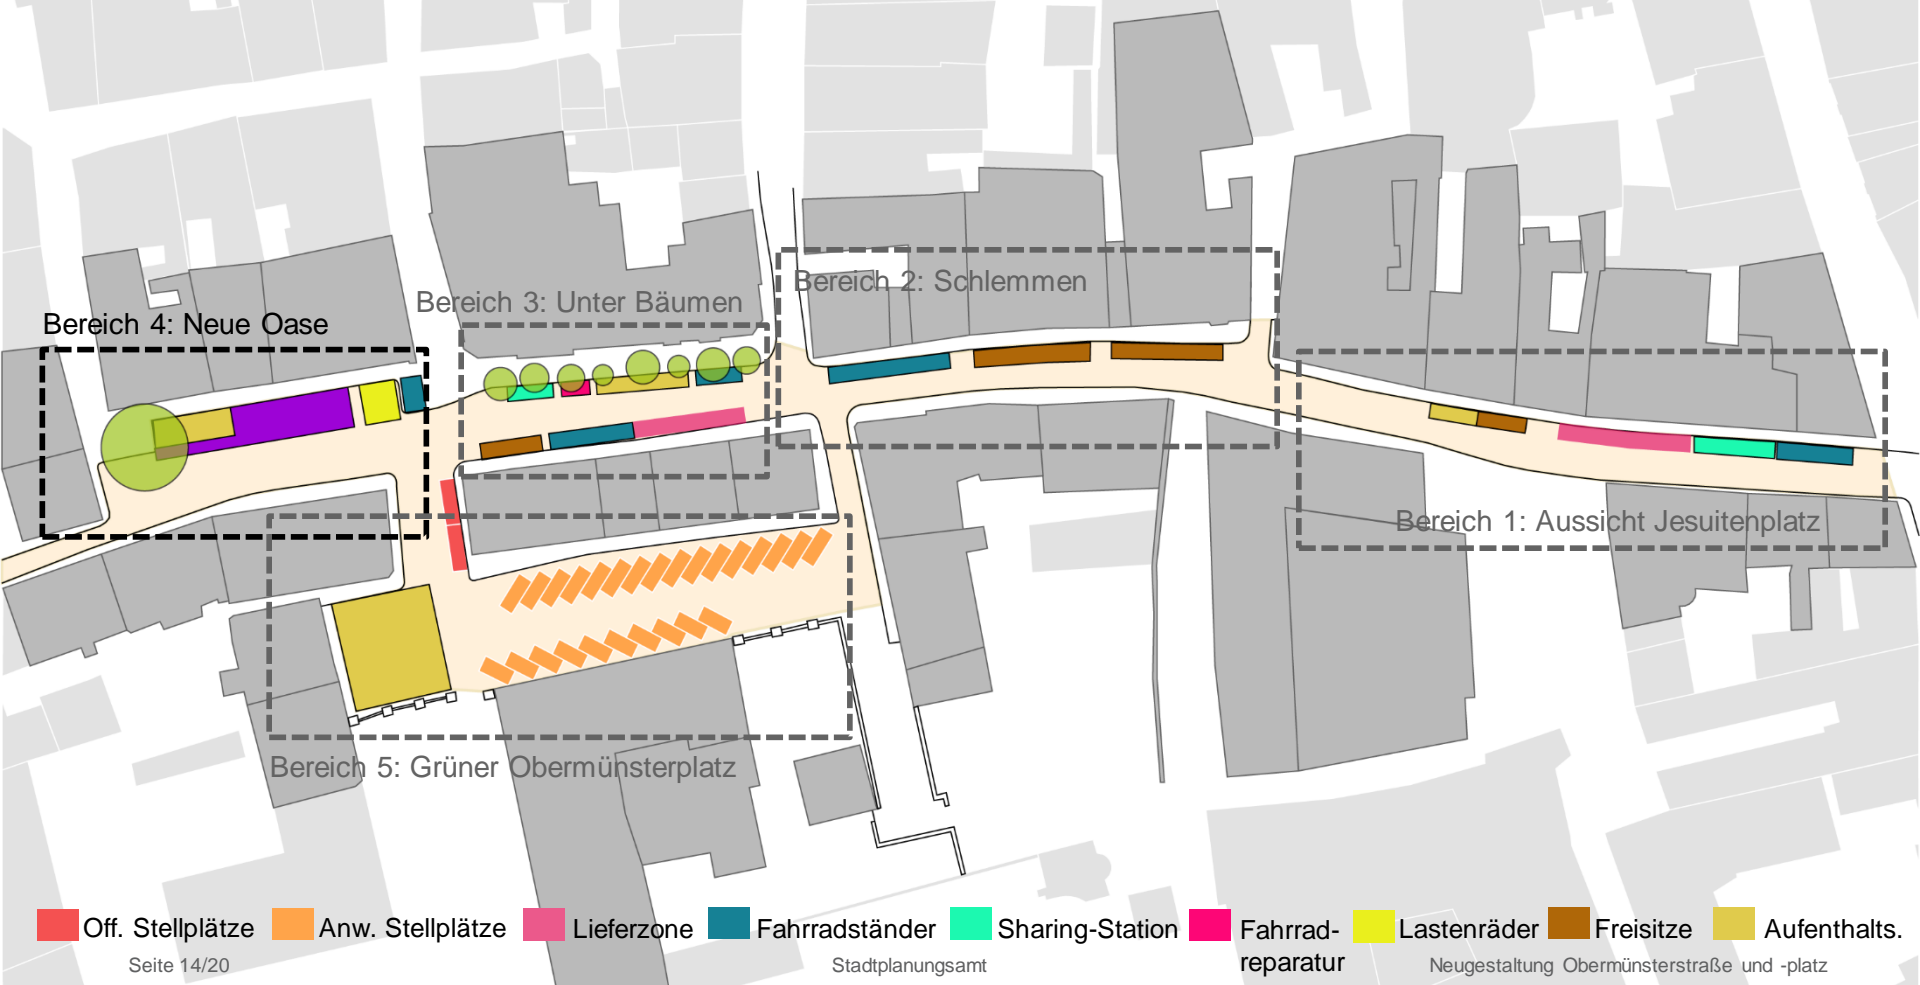 Bereich 2: Schlemmen
Bereich 3: Unter Bäumen
Bereich 4: Neue Oase
Bereich 1: Aussicht Jesuitenplatz
Bereich 5: Grüner Obermünsterplatz
Off. Stellplätze
Anw. Stellplätze
Lieferzone
Fahrradständer
Sharing-Station
Fahrrad-
reparatur
Lastenräder
Freisitze
Aufenthalts.
Seite 14/20
Stadtplanungsamt
Neugestaltung Obermünsterstraße und -platz